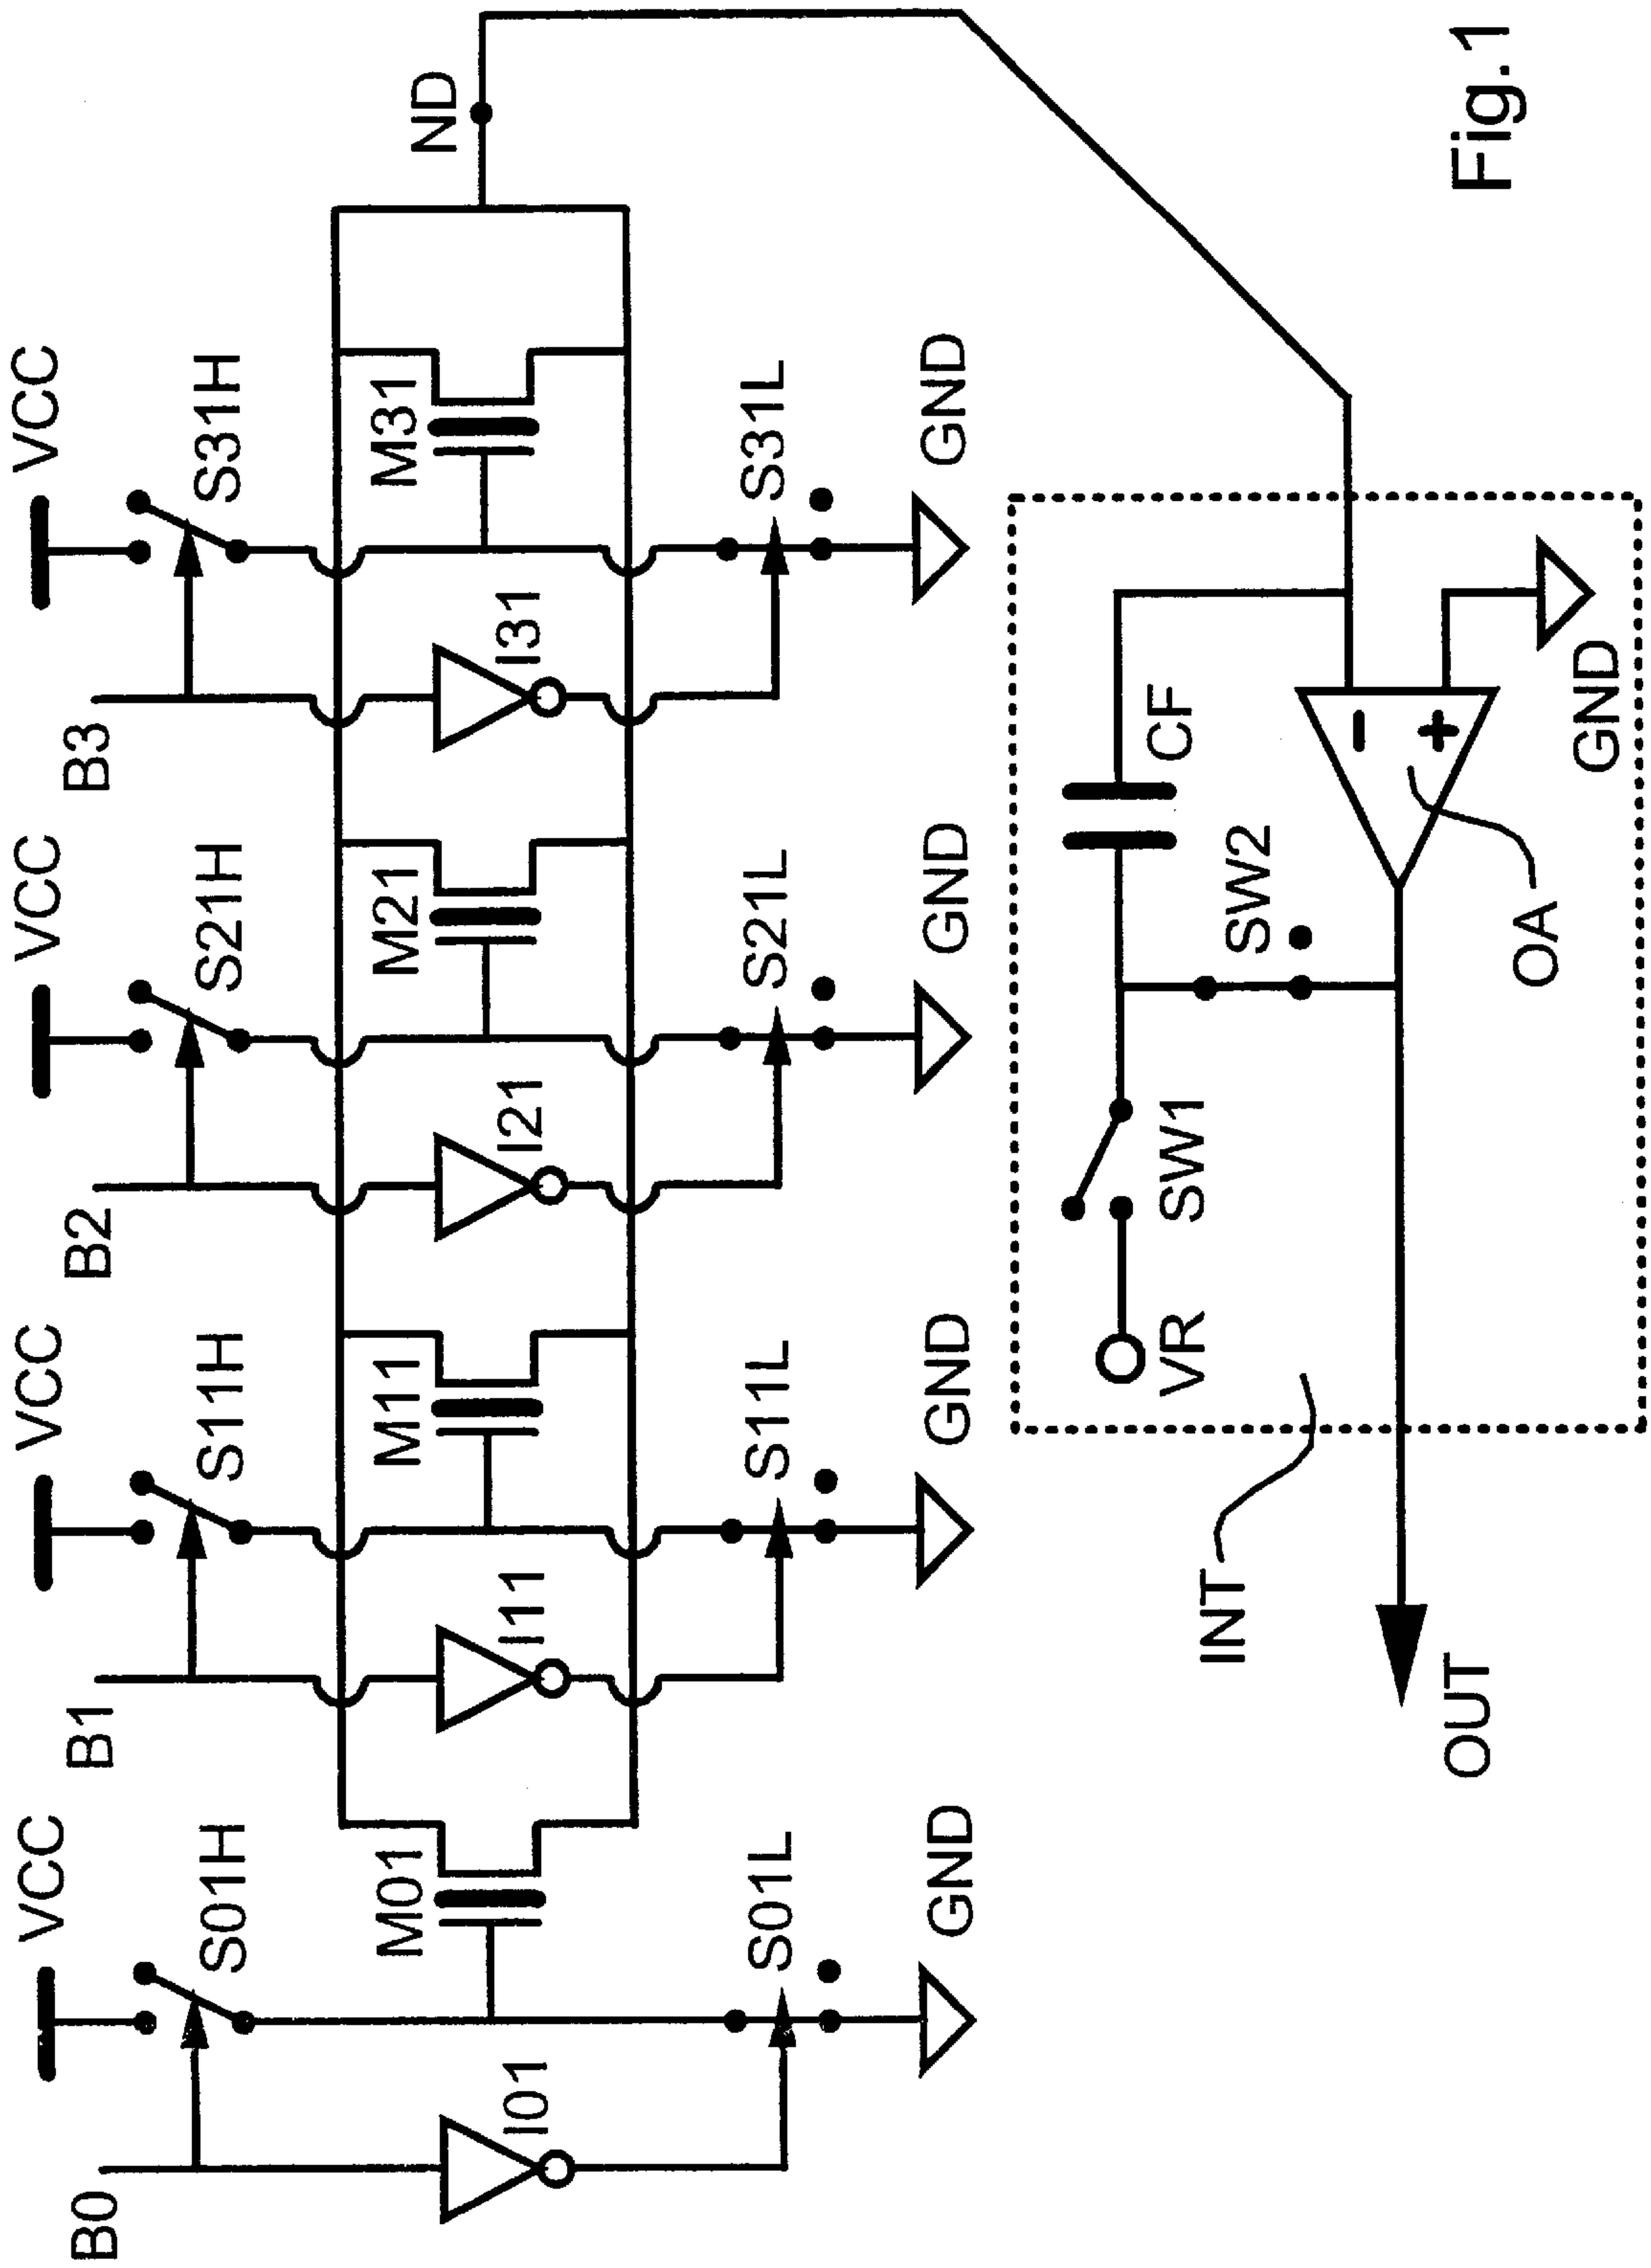 VCC VCC VCC VCC
S01H S11H S21H S31H
B0 B1 B2 B3
M01 M11 M21 M31
ND
I01 I11 I21 I31
S01L S11L S21L S31L
GND GND GND GND
VR SW1 CF
SW2
INT
OA
OUT GND
Fig.1